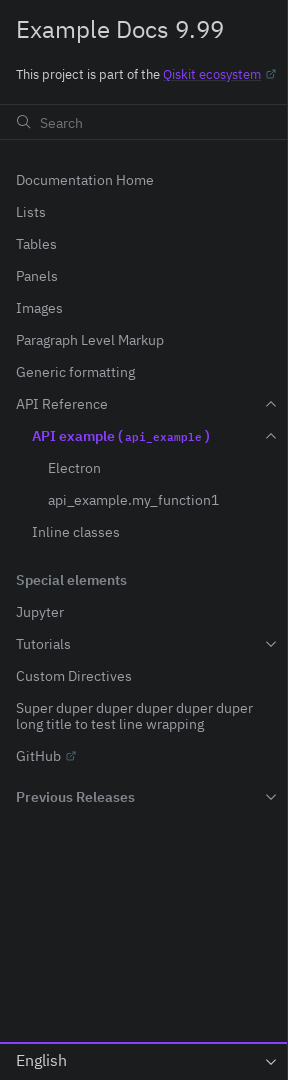 Example Docs 9.99
This project is part of the Qiskit ecosystem
Search
Documentation Home
Lists
Tables
Panels
Images
Paragraph Level Markup
Generic formatting
API Reference
API example (api_example)
Electron
api_example.my_function1
Inline classes
Special elements
Jupyter
Tutorials
Custom Directives
Super duper duper duper duper duper
long title to test line wrapping
GitHub
Previous Releases
English